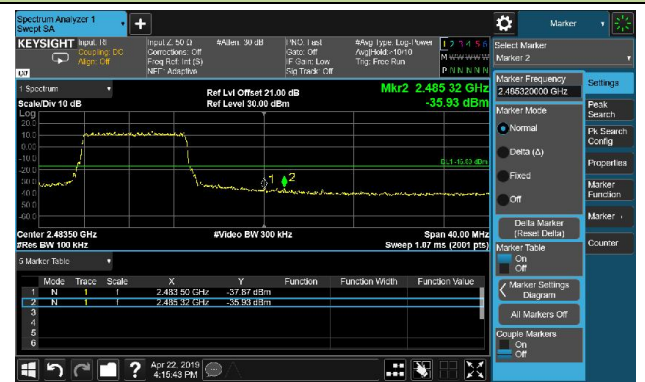 Spectrum Analyzer 1
Swept SA
Marker
KEYSIGHT Input: RF
Coupling: DC
Align: Off
Input Z: 50 Ω
Corrections: Off
Freq Ref: Int (S)
NFE: Adaptive
#Atten: 30 dB
PNO: Fast
Gate: Off
IF Gain: Low
Sig Track: Off
#Avg Type: Log-Power
Avg|Hold:>10/10
Trig: Free Run
1 2 3 4 5 6
M W W W W W
P N N N N N
Select Marker
Marker 2
1 Spectrum
Scale/Div 10 dB
Ref Lvl Offset 21.00 dB
Ref Level 30.00 dBm
Mkr2 2.485 32 GHz
-35.93 dBm
Log
20.0
10.0
0.00
-10.0
-20.0
-30.0
-40.0
-50.0
-60.0
1
2
Center 2.48350 GHz
#Res BW 100 kHz
#Video BW 300 kHz
Span 40.00 MHz
Sweep 1.07 ms (2001 pts)
5 Marker Table
Mode Trace Scale X Y Function Function Width Function Value
1 N 1 f 2.483 50 GHz -37.87 dBm
2 N 1 f 2.485 32 GHz -35.93 dBm
3
4
5
6
Marker Frequency
2.485320000 GHz
Marker Mode
Normal
Delta (Δ)
Fixed
Off
Delta Marker
(Reset Delta)
Marker Table
On
Off
Marker Settings
Diagram
All Markers Off
Couple Markers
On
Off
Settings
Peak
Search
Pk Search
Config
Properties
Marker
Function
Marker→
Counter
Apr 22, 2019
4:15:43 PM